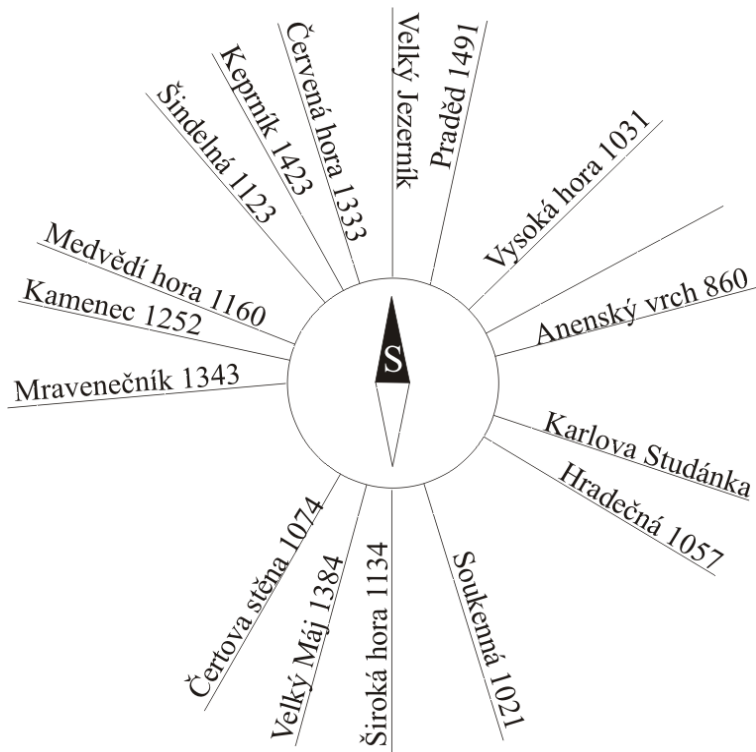 Velký Jezerník
Praděd 1491
Vysoká hora 1031
Anenský vrch 860
Karlova Studánka
Hradečná 1057
Soukenná 1021
Široká hora 1134
Velký Máj 1384
Čertova stěna 1074
Mravenečník 1343
Kamenec 1252
Medvědí hora 1160
Šindelná 1123
Keprník 1423
Červená hora 1333
S